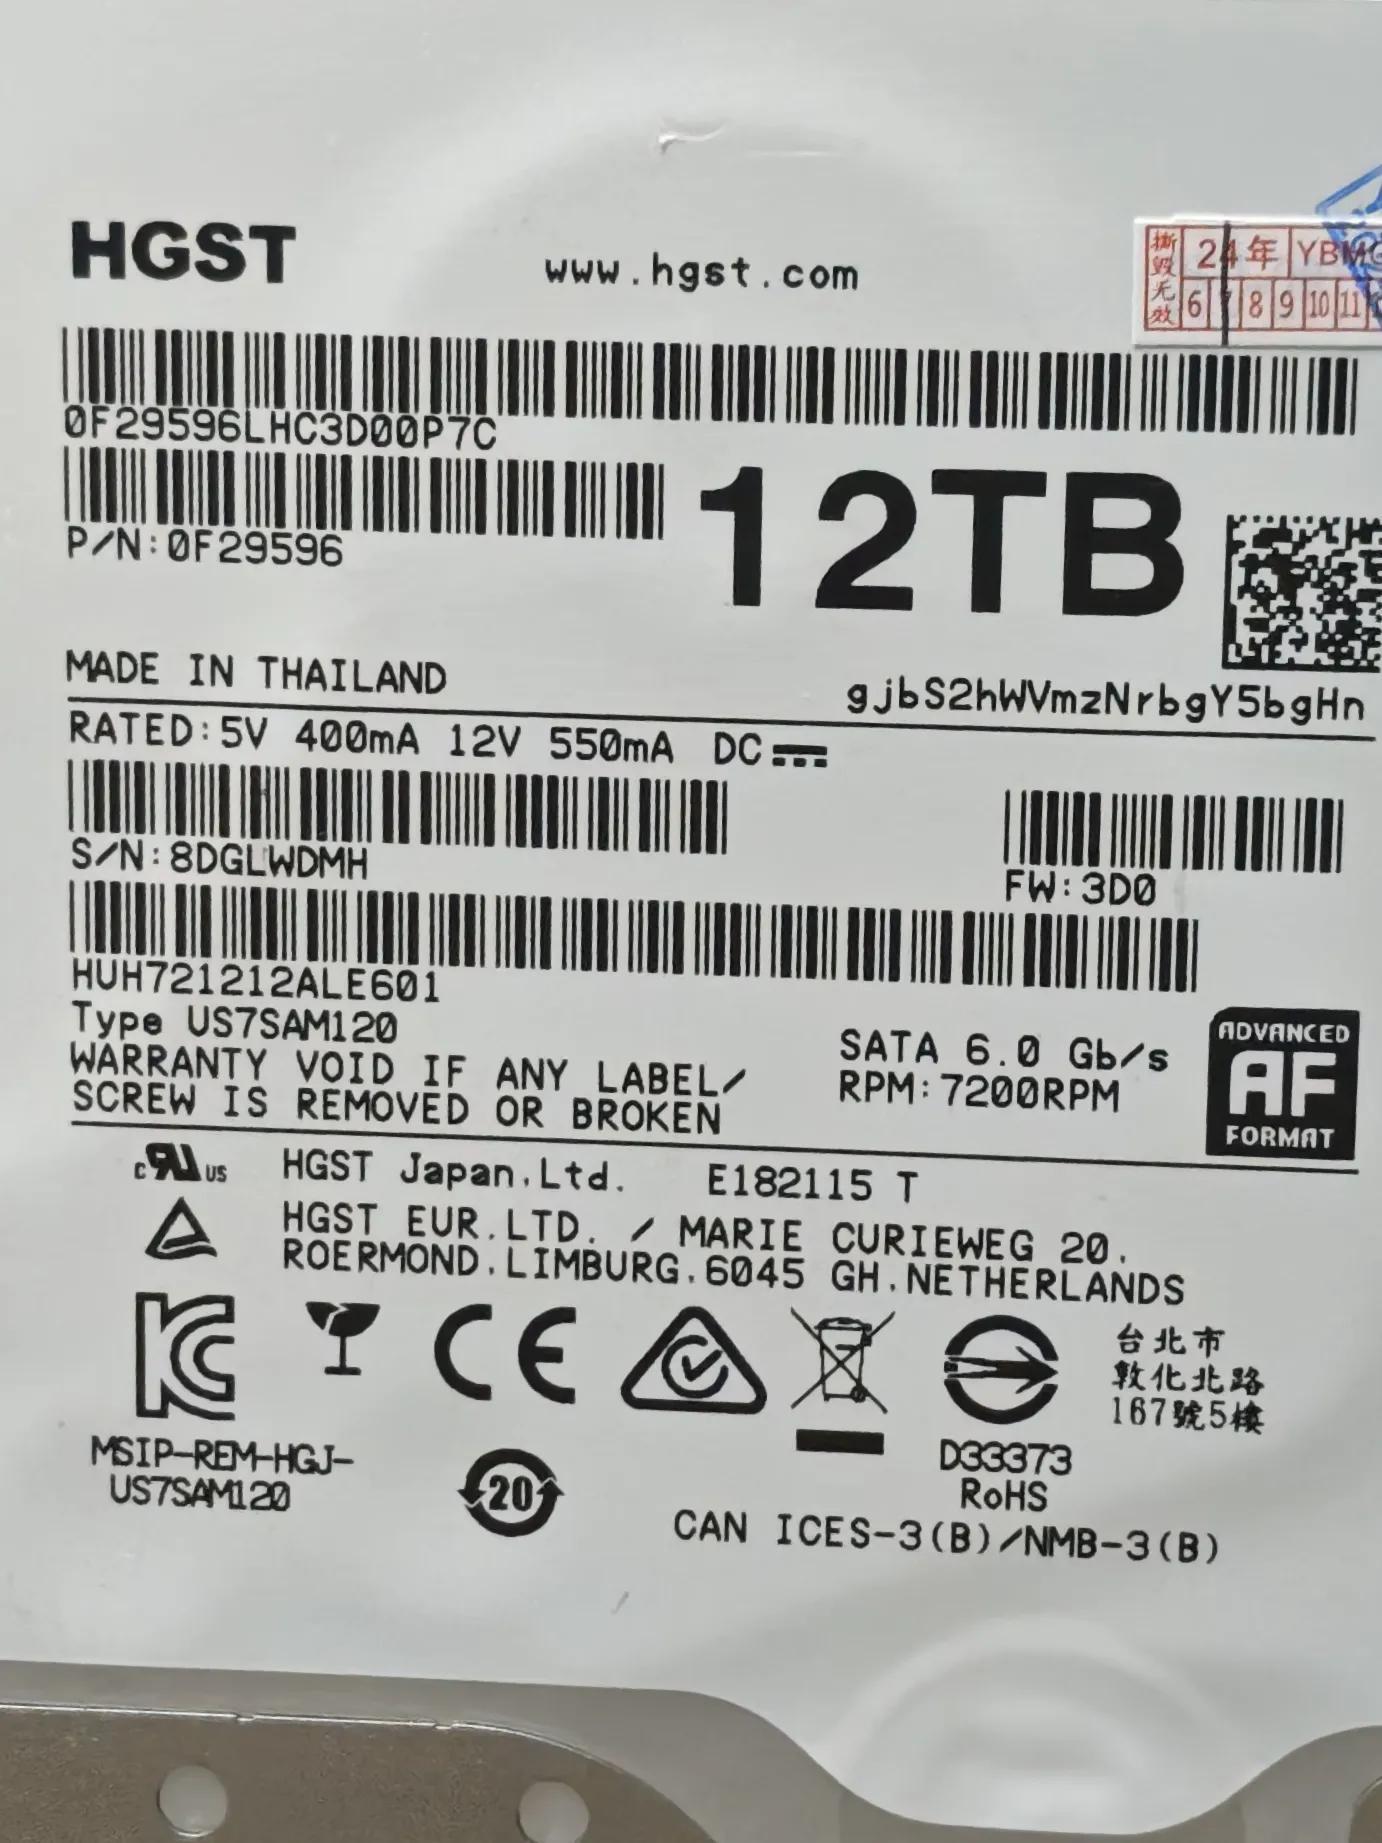 HGST
www.hgst.com
撕毁无效
24年
YBMG
6 7 8 9 10 11
0F29596LHC3D00P7C
P/N:0F29596
12TB
MADE IN THAILAND
gjbS2hWVmzNrbgY5bgHn
RATED:5V 400mA 12V 550mA DC
S/N:8DGLWDMH
FW:3D0
HUH721212ALE601
Type US7SAM120
WARRANTY VOID IF ANY LABEL/
SCREW IS REMOVED OR BROKEN
SATA 6.0 Gb/s
RPM:7200RPM
ADVANCED
AF
FORMAT
c RU US
HGST Japan,Ltd. E182115 T
HGST EUR.LTD. / MARIE CURIEWEG 20,
ROERMOND,LIMBURG,6045 GH,NETHERLANDS
KC
CE
台北市
敦化北路
167號5樓
MSIP-REM-HGJ-
US7SAM120
20
D33373
RoHS
CAN ICES-3(B)/NMB-3(B)